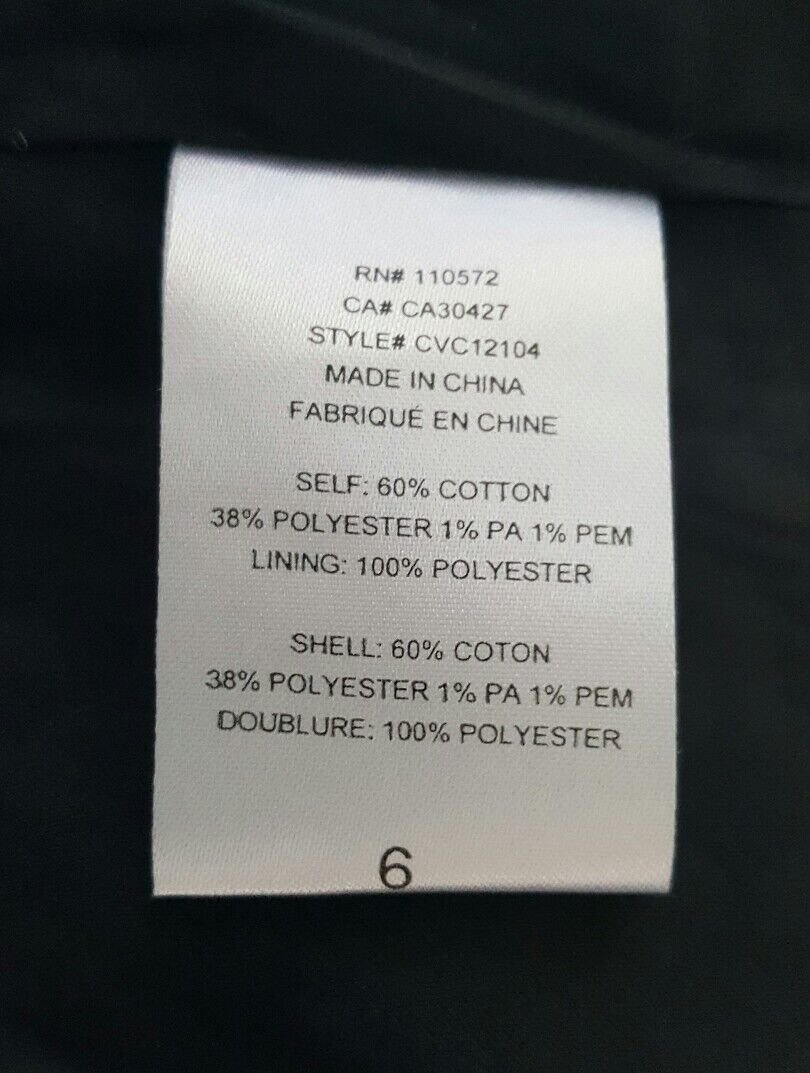 RN# 110572
CA# CA30427
STYLE# CVC12104
MADE IN CHINA
FABRIQUÉ EN CHINE
SELF: 60% COTTON
38% POLYESTER 1% PA 1% PEM
LINING: 100% POLYESTER
SHELL: 60% COTON
38% POLYESTER 1% PA 1% PEM
DOUBLURE: 100% POLYESTER
6